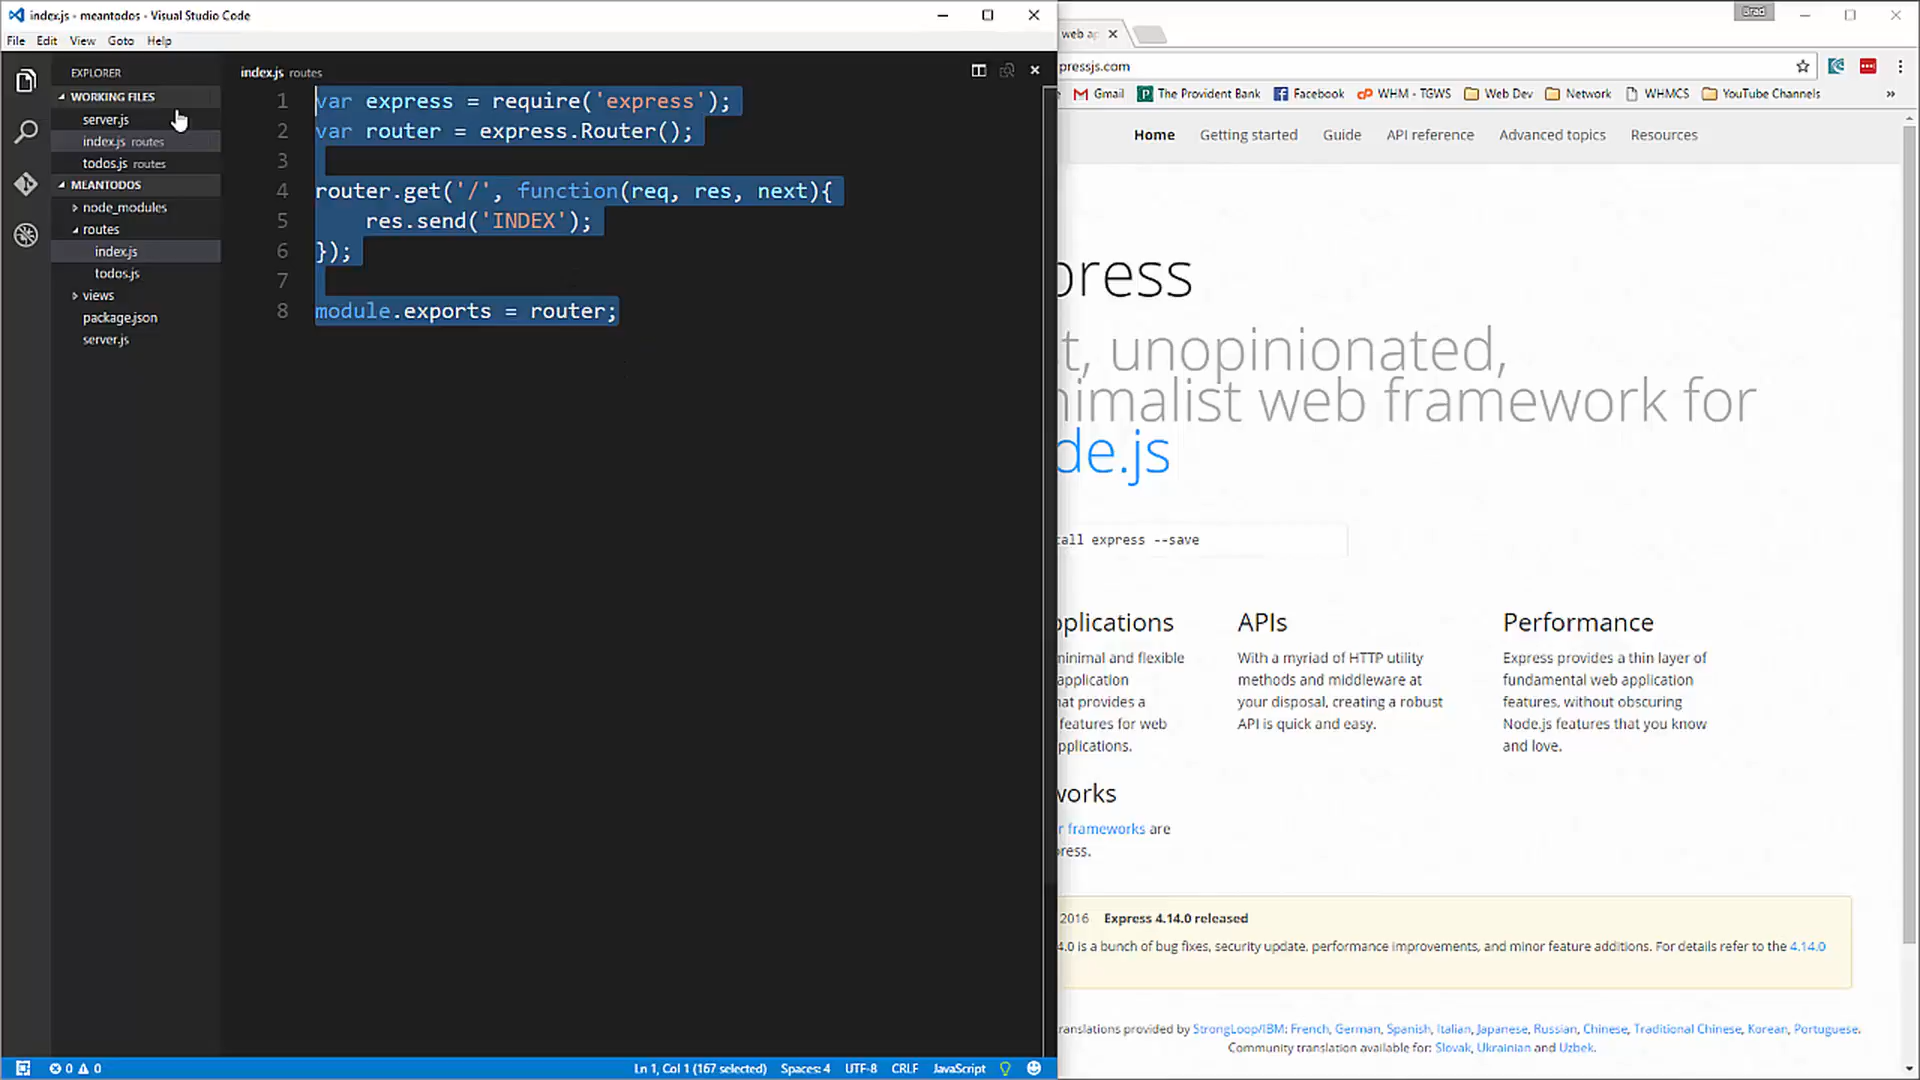 index.js - meantodos - Visual Studio Code
File Edit View Goto Help
EXPLORER
WORKING FILES
server.js
index.js routes
todos.js routes
MEANTODOS
node_modules
routes
index.js
todos.js
views
package.json
server.js
index.js routes
1 var express = require('express');
2 var router = express.Router();
3
4 router.get('/', function(req, res, next){
5 res.send('INDEX');
6 });
7
8 module.exports = router;
0 0
Ln 1, Col 1 (167 selected) Spaces: 4 UTF-8 CRLF JavaScript
Brad
web ap
pressjs.com
Gmail The Provident Bank Facebook WHM - TGWS Web Dev Network WHMCS YouTube Channels »
Home Getting started Guide API reference Advanced topics Resources
press
t, unopinionated,
nimalist web framework for
de.js
call express --save
pplications
minimal and flexible
application
hat provides a
features for web
pplications.
APIs
With a myriad of HTTP utility
methods and middleware at
your disposal, creating a robust
API is quick and easy.
Performance
Express provides a thin layer of
fundamental web application
features, without obscuring
Node.js features that you know
and love.
works
r frameworks are
ress.
2016 Express 4.14.0 released
4.0 is a bunch of bug fixes, security update, performance improvements, and minor feature additions. For details refer to the 4.14.0
ranslations provided by StrongLoop/IBM: French, German, Spanish, Italian, Japanese, Russian, Chinese, Traditional Chinese, Korean, Portuguese.
Community translation available for: Slovak, Ukrainian and Uzbek.